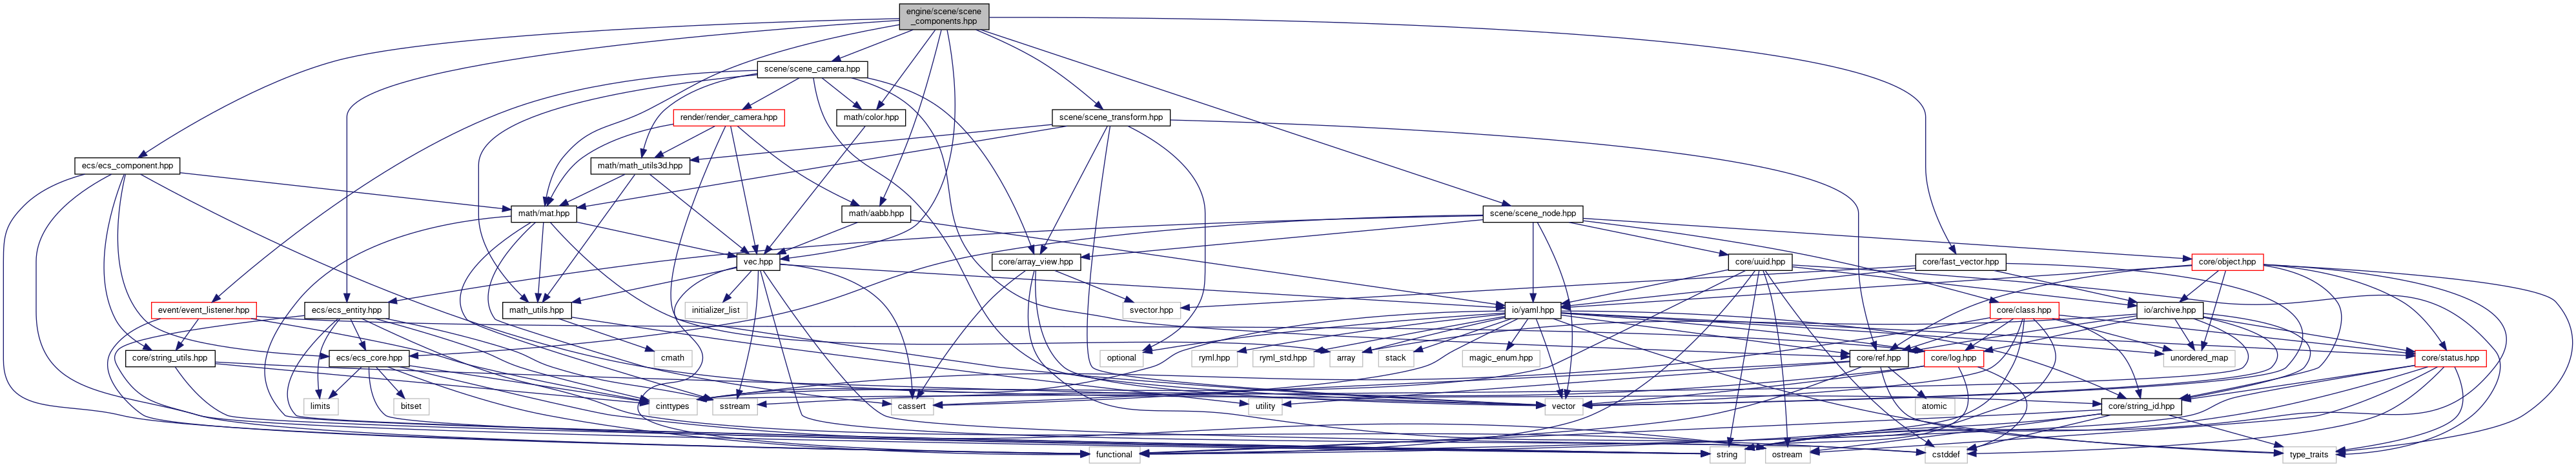 engine/scene/scene
_components.hpp
scene/scene_camera.hpp
render/render_camera.hpp
math/color.hpp
scene/scene_transform.hpp
ecs/ecs_component.hpp
math/math_utils3d.hpp
math/mat.hpp
math/aabb.hpp
scene/scene_node.hpp
vec.hpp
core/array_view.hpp
core/uuid.hpp
core/fast_vector.hpp
core/object.hpp
event/event_listener.hpp
ecs/ecs_entity.hpp
math_utils.hpp
initializer_list
svector.hpp
io/yaml.hpp
core/class.hpp
io/archive.hpp
core/string_utils.hpp
ecs/ecs_core.hpp
cmath
optional
ryml.hpp
ryml_std.hpp
array
stack
magic_enum.hpp
core/ref.hpp
core/log.hpp
unordered_map
core/status.hpp
limits
bitset
cinttypes
sstream
cassert
utility
vector
atomic
core/string_id.hpp
functional
string
ostream
cstddef
type_traits